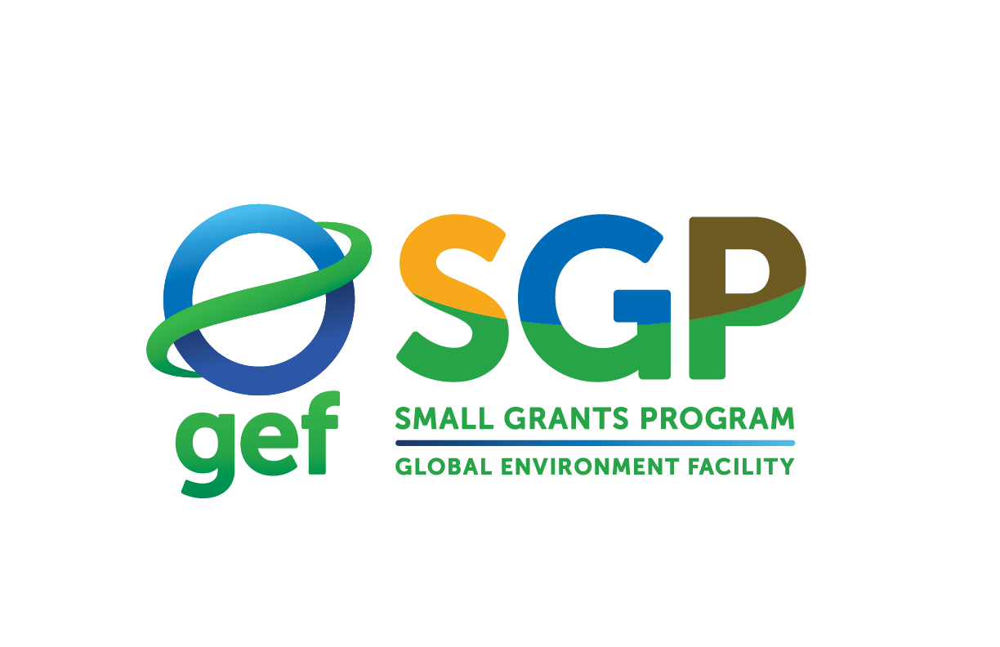 gef
SGP
SMALL GRANTS PROGRAM
GLOBAL ENVIRONMENT FACILITY